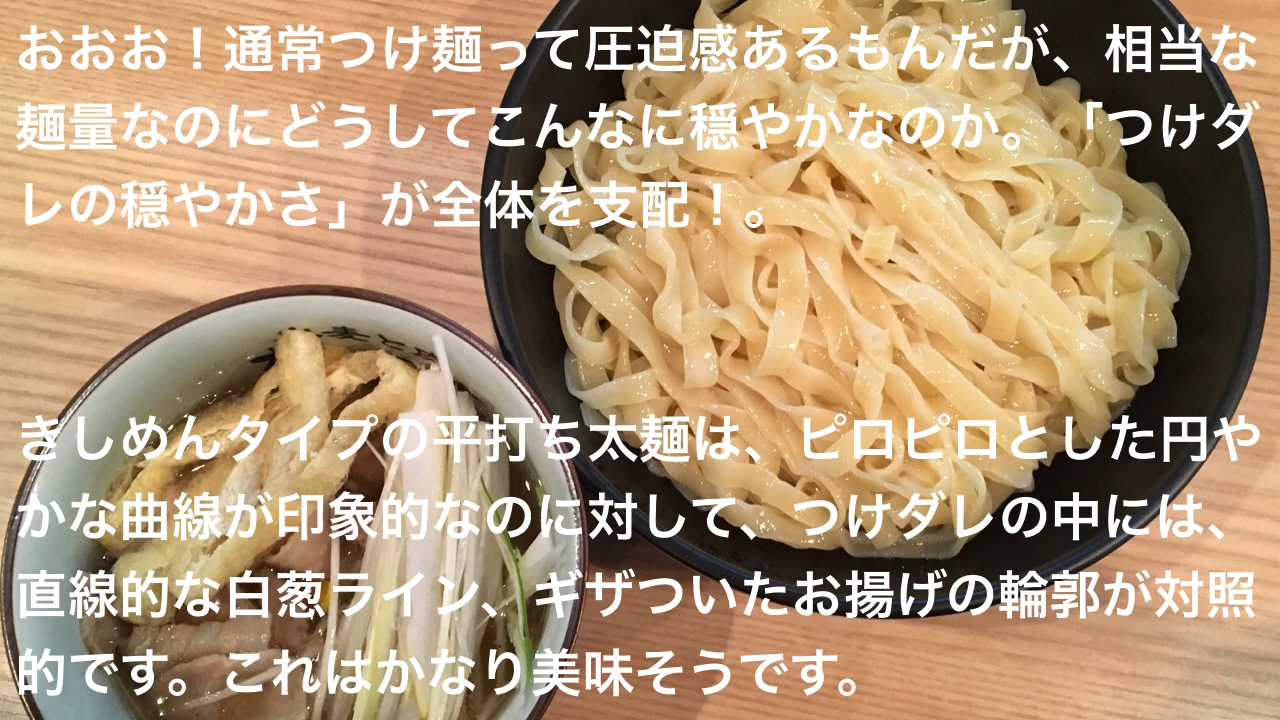 おおお！通常つけ麺って圧迫感あるもんだが、相当な
麺量なのにどうしてこんなに穏やかなのか。「つけダ
レの穏やかさ」が全体を支配！。
麦と
きしめんタイプの平打ち太麺は、ピロピロとした円や
かな曲線が印象的なのに対して、つけダレの中には、
直線的な白葱ライン、ギザついたお揚げの輪郭が対照
的です。これはかなり美味そうです。